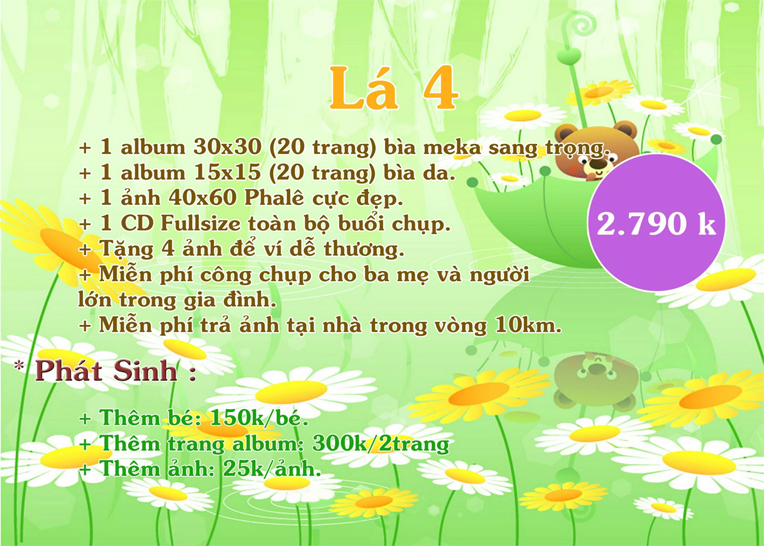 Lá 4
+ 1 album 30x30 (20 trang) bìa meka sang trọng.
+ 1 album 15x15 (20 trang) bìa da.
+ 1 ảnh 40x60 Phalê cực đẹp.
+ 1 CD Fullsize toàn bộ buổi chụp.
+ Tặng 4 ảnh để ví dễ thương.
+ Miễn phí công chụp cho ba mẹ và người
lớn trong gia đình.
+ Miễn phí trả ảnh tại nhà trong vòng 10km.
2.790 k
* Phát Sinh :
+ Thêm bé: 150k/bé.
+ Thêm trang album: 300k/2trang
+ Thêm ảnh: 25k/ảnh.